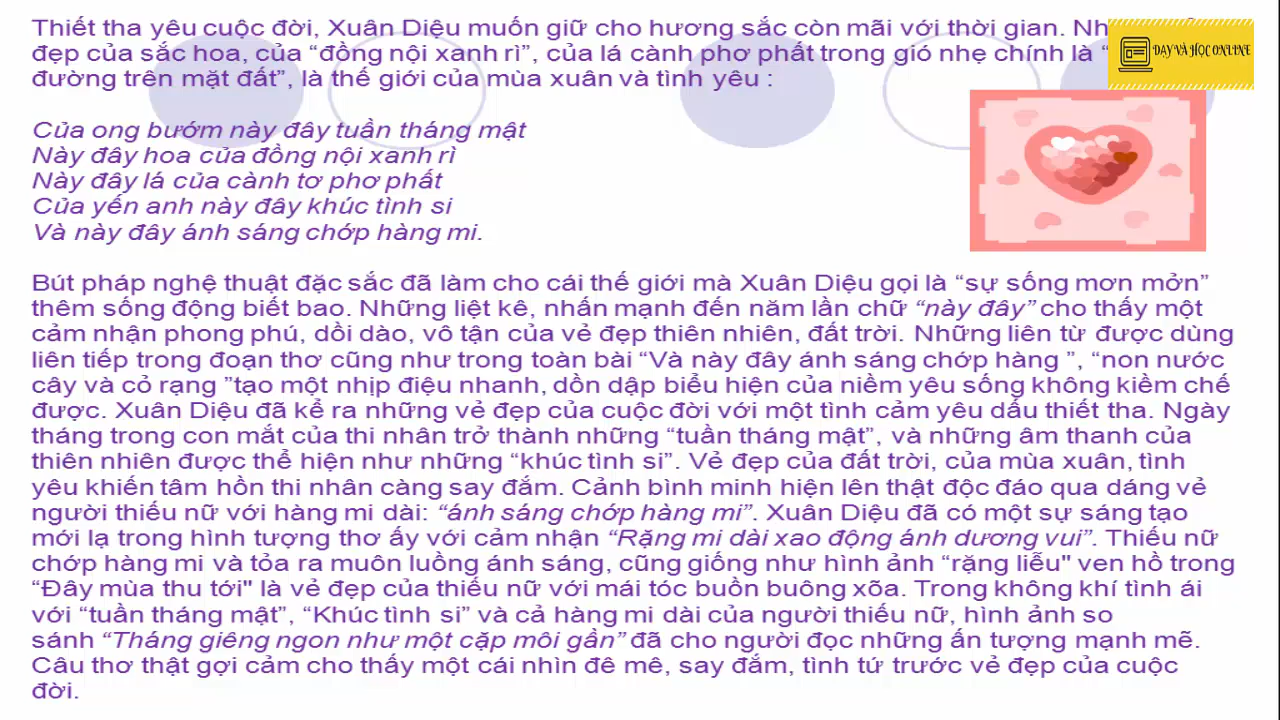 Thiết tha yêu cuộc đời, Xuân Diệu muốn giữ cho hương sắc còn mãi với thời gian.
đẹp của sắc hoa, của “đồng nội xanh rì”, của lá cành phơ phất trong gió nhẹ chính là “
đường trên mặt đất”, là thế giới của mùa xuân và tình yêu :
DẠY VÀ HỌC ONLINE
Của ong bướm này đây tuần tháng mật
Này đây hoa của đồng nội xanh rì
Này đây lá của cành tơ phơ phất
Của yến anh này đây khúc tình si
Và này đây ánh sáng chớp hàng mi.
Bút pháp nghệ thuật đặc sắc đã làm cho cái thế giới mà Xuân Diệu gọi là “sự sống mơn mởn”
thêm sống động biết bao. Những liệt kê, nhấn mạnh đến năm lần chữ “này đây” cho thấy một
cảm nhận phong phú, dồi dào, vô tận của vẻ đẹp thiên nhiên, đất trời. Những liên từ được dùng
liên tiếp trong đoạn thơ cũng như trong toàn bài “Và này đây ánh sáng chớp hàng ”, “non nước
cây và cỏ rạng ”tạo một nhịp điệu nhanh, dồn dập biểu hiện của niềm yêu sống không kiềm chế
được. Xuân Diệu đã kể ra những vẻ đẹp của cuộc đời với một tình cảm yêu dấu thiết tha. Ngày
tháng trong con mắt của thi nhân trở thành những “tuần tháng mật”, và những âm thanh của
thiên nhiên được thể hiện như những “khúc tình si”. Vẻ đẹp của đất trời, của mùa xuân, tình
yêu khiến tâm hồn thi nhân càng say đắm. Cảnh bình minh hiện lên thật độc đáo qua dáng vẻ
người thiếu nữ với hàng mi dài: “ánh sáng chớp hàng mi”. Xuân Diệu đã có một sự sáng tạo
mới lạ trong hình tượng thơ ấy với cảm nhận “Rặng mi dài xao động ánh dương vui”. Thiếu nữ
chớp hàng mi và tỏa ra muôn luồng ánh sáng, cũng giống như hình ảnh “rặng liễu" ven hồ trong
“Đây mùa thu tới" là vẻ đẹp của thiếu nữ với mái tóc buồn buông xõa. Trong không khí tình ái
với “tuần tháng mật”, “Khúc tình si” và cả hàng mi dài của người thiếu nữ, hình ảnh so
sánh “Tháng giêng ngon như một cặp môi gần” đã cho người đọc những ấn tượng mạnh mẽ.
Câu thơ thật gợi cảm cho thấy một cái nhìn đê mê, say đắm, tình tứ trước vẻ đẹp của cuộc
đời.